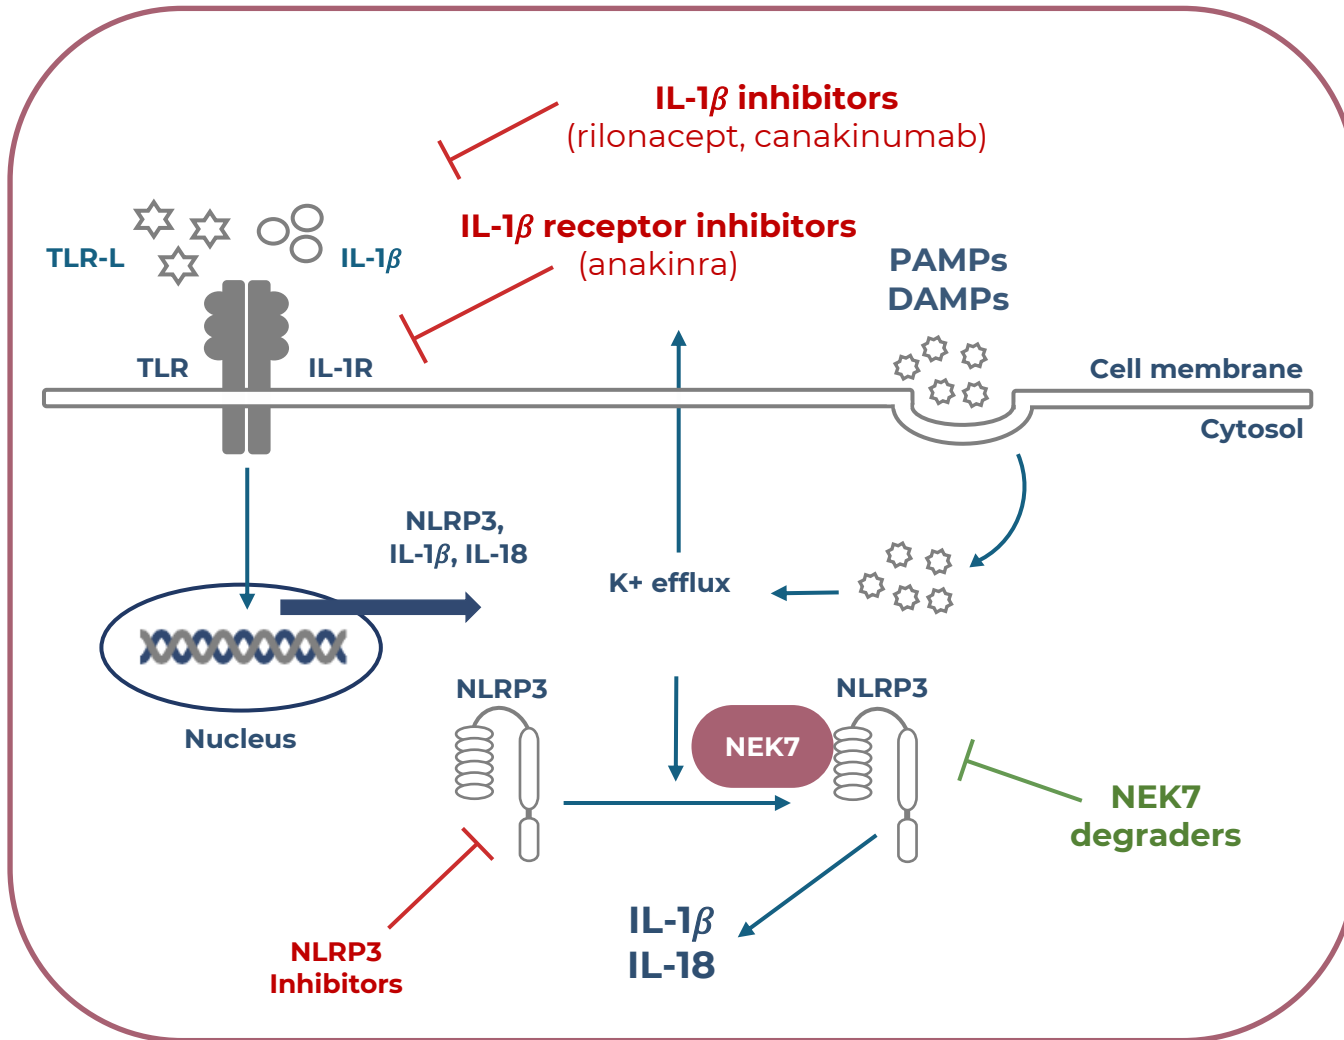 IL-1β inhibitors
(rilonacept, canakinumab)
IL-1β receptor inhibitors
(anakinra)
TLR-L
IL-1β
PAMPs
DAMPs
TLR
IL-1R
Cell membrane
Cytosol
NLRP3,
IL-1β, IL-18
K+ efflux
Nucleus
NLRP3
NEK7
NLRP3
NEK7
degraders
IL-1β
IL-18
NLRP3
Inhibitors